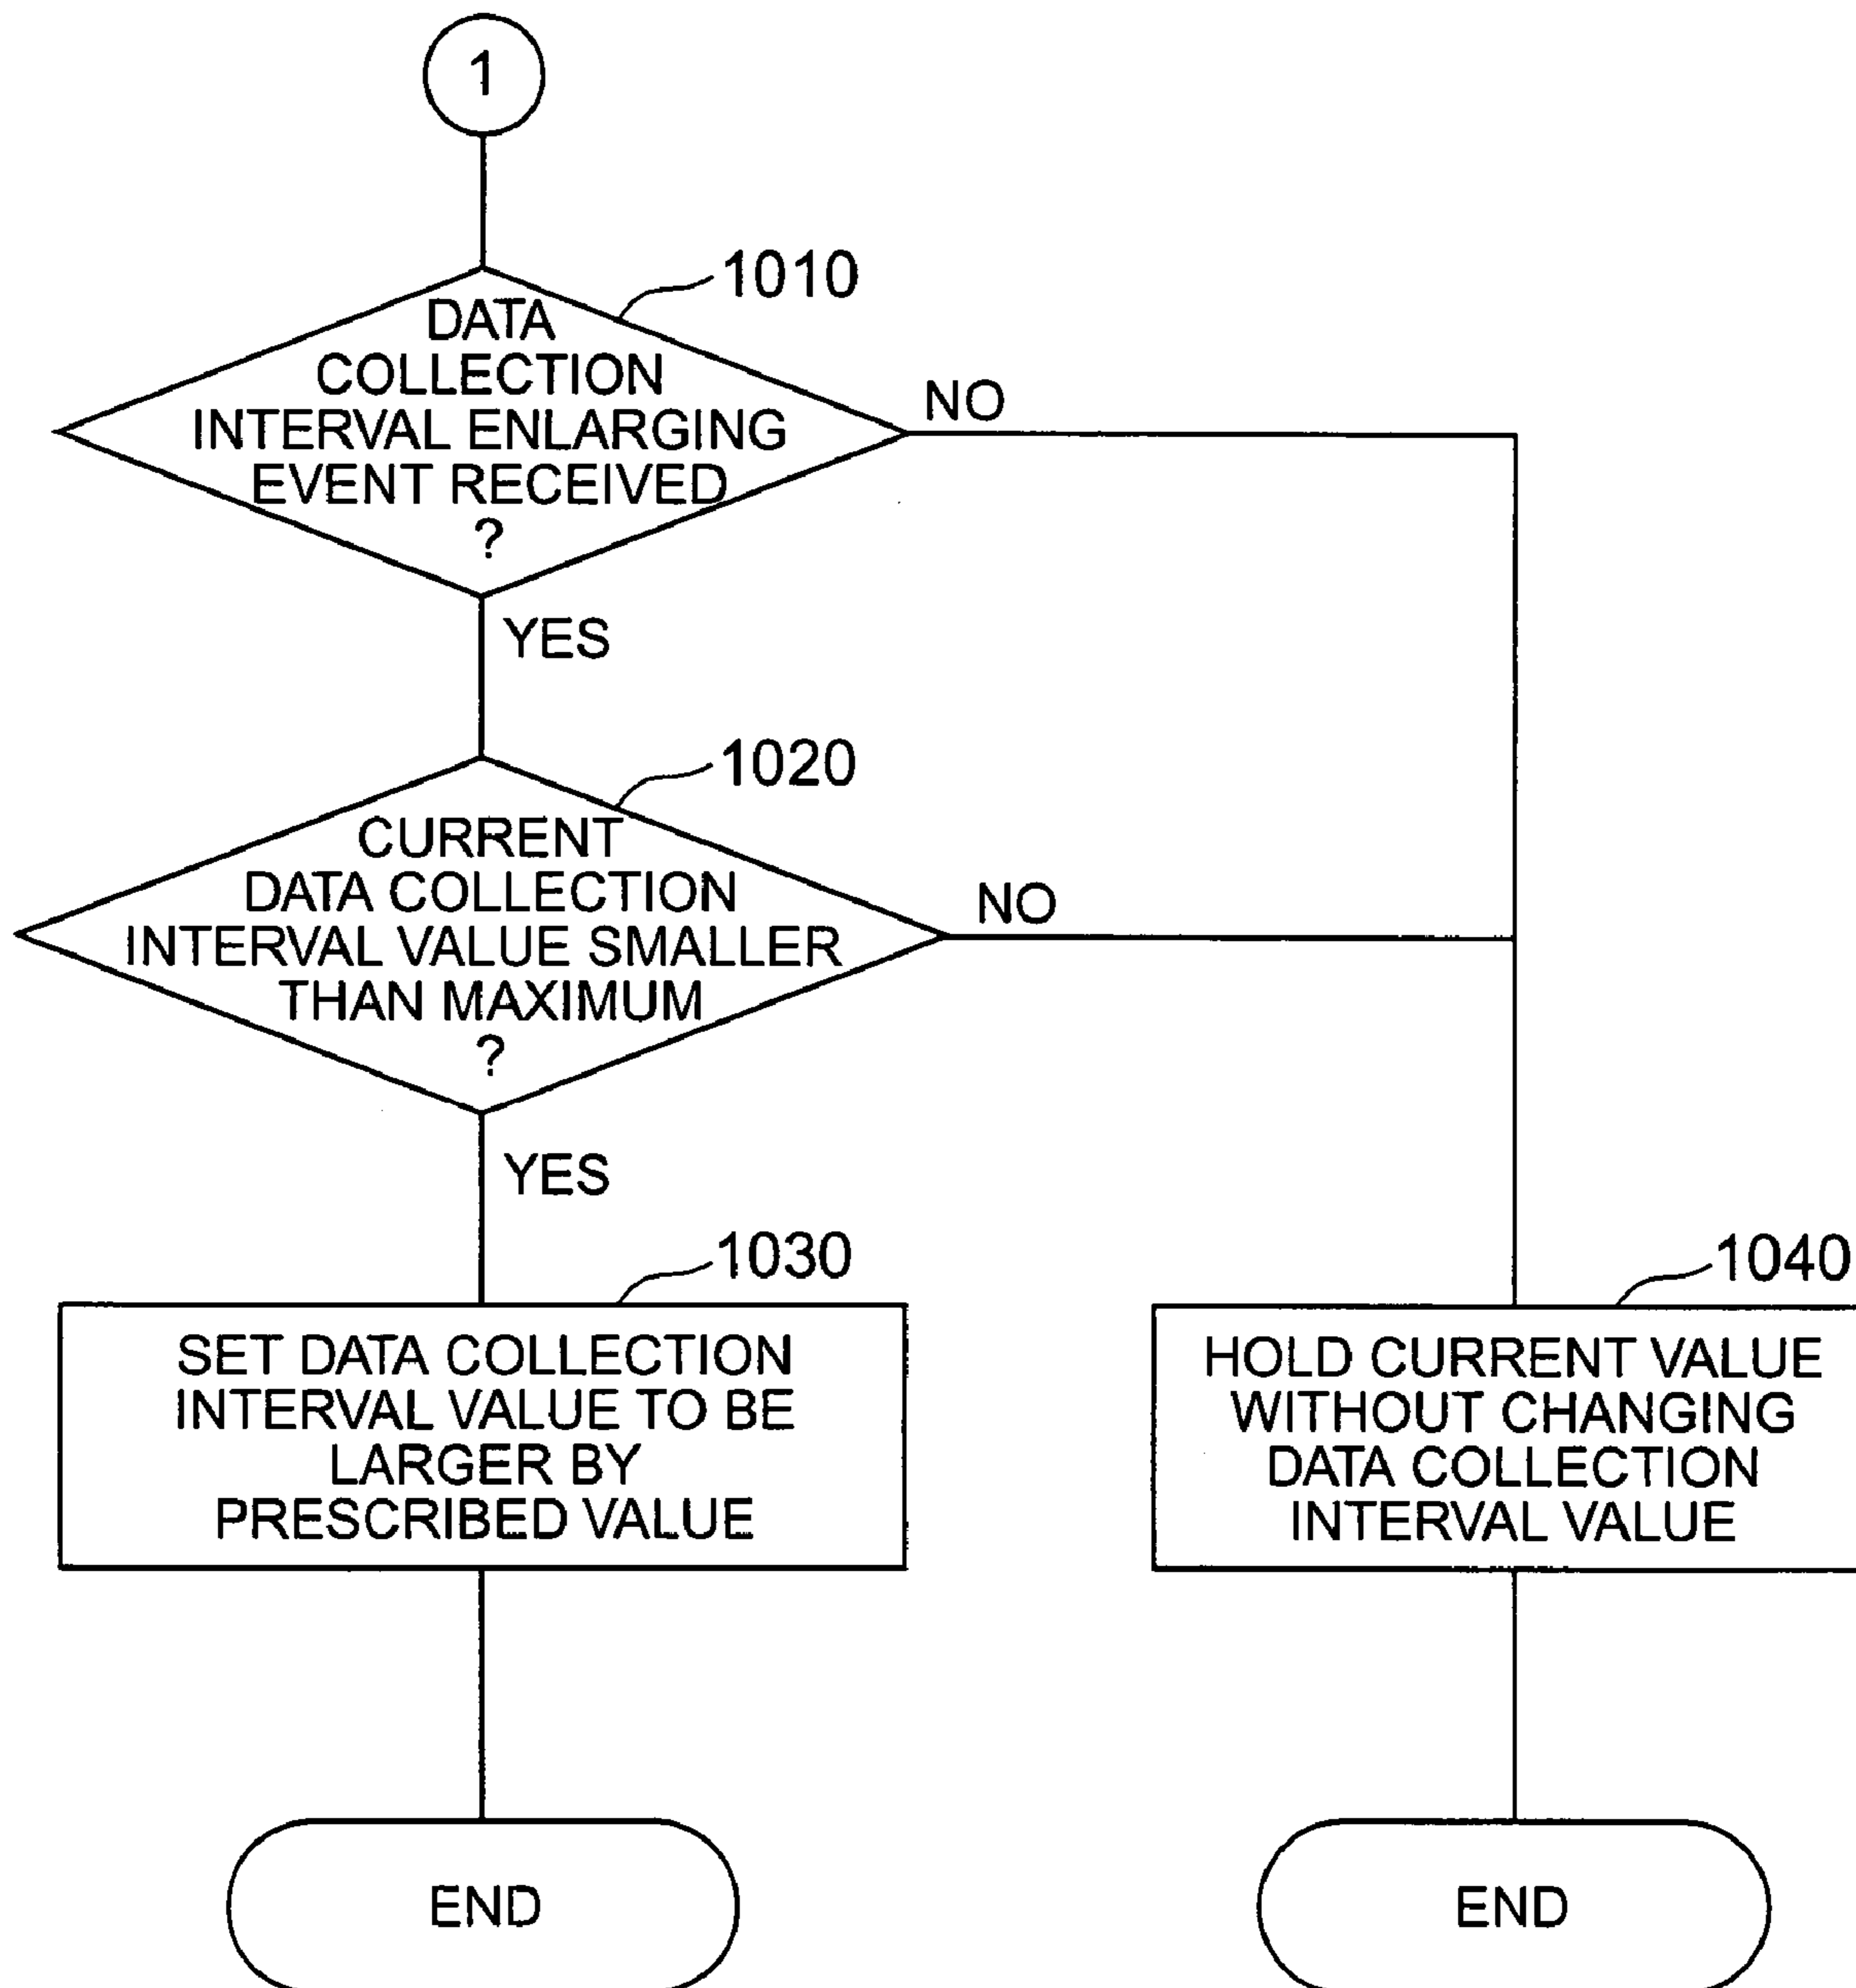 1
1010
DATA
COLLECTION
INTERVAL ENLARGING
EVENT RECEIVED
?
NO
YES
1020
CURRENT
DATA COLLECTION
INTERVAL VALUE SMALLER
THAN MAXIMUM
?
NO
YES
1030
SET DATA COLLECTION
INTERVAL VALUE TO BE
LARGER BY
PRESCRIBED VALUE
1040
HOLD CURRENT VALUE
WITHOUT CHANGING
DATA COLLECTION
INTERVAL VALUE
END
END